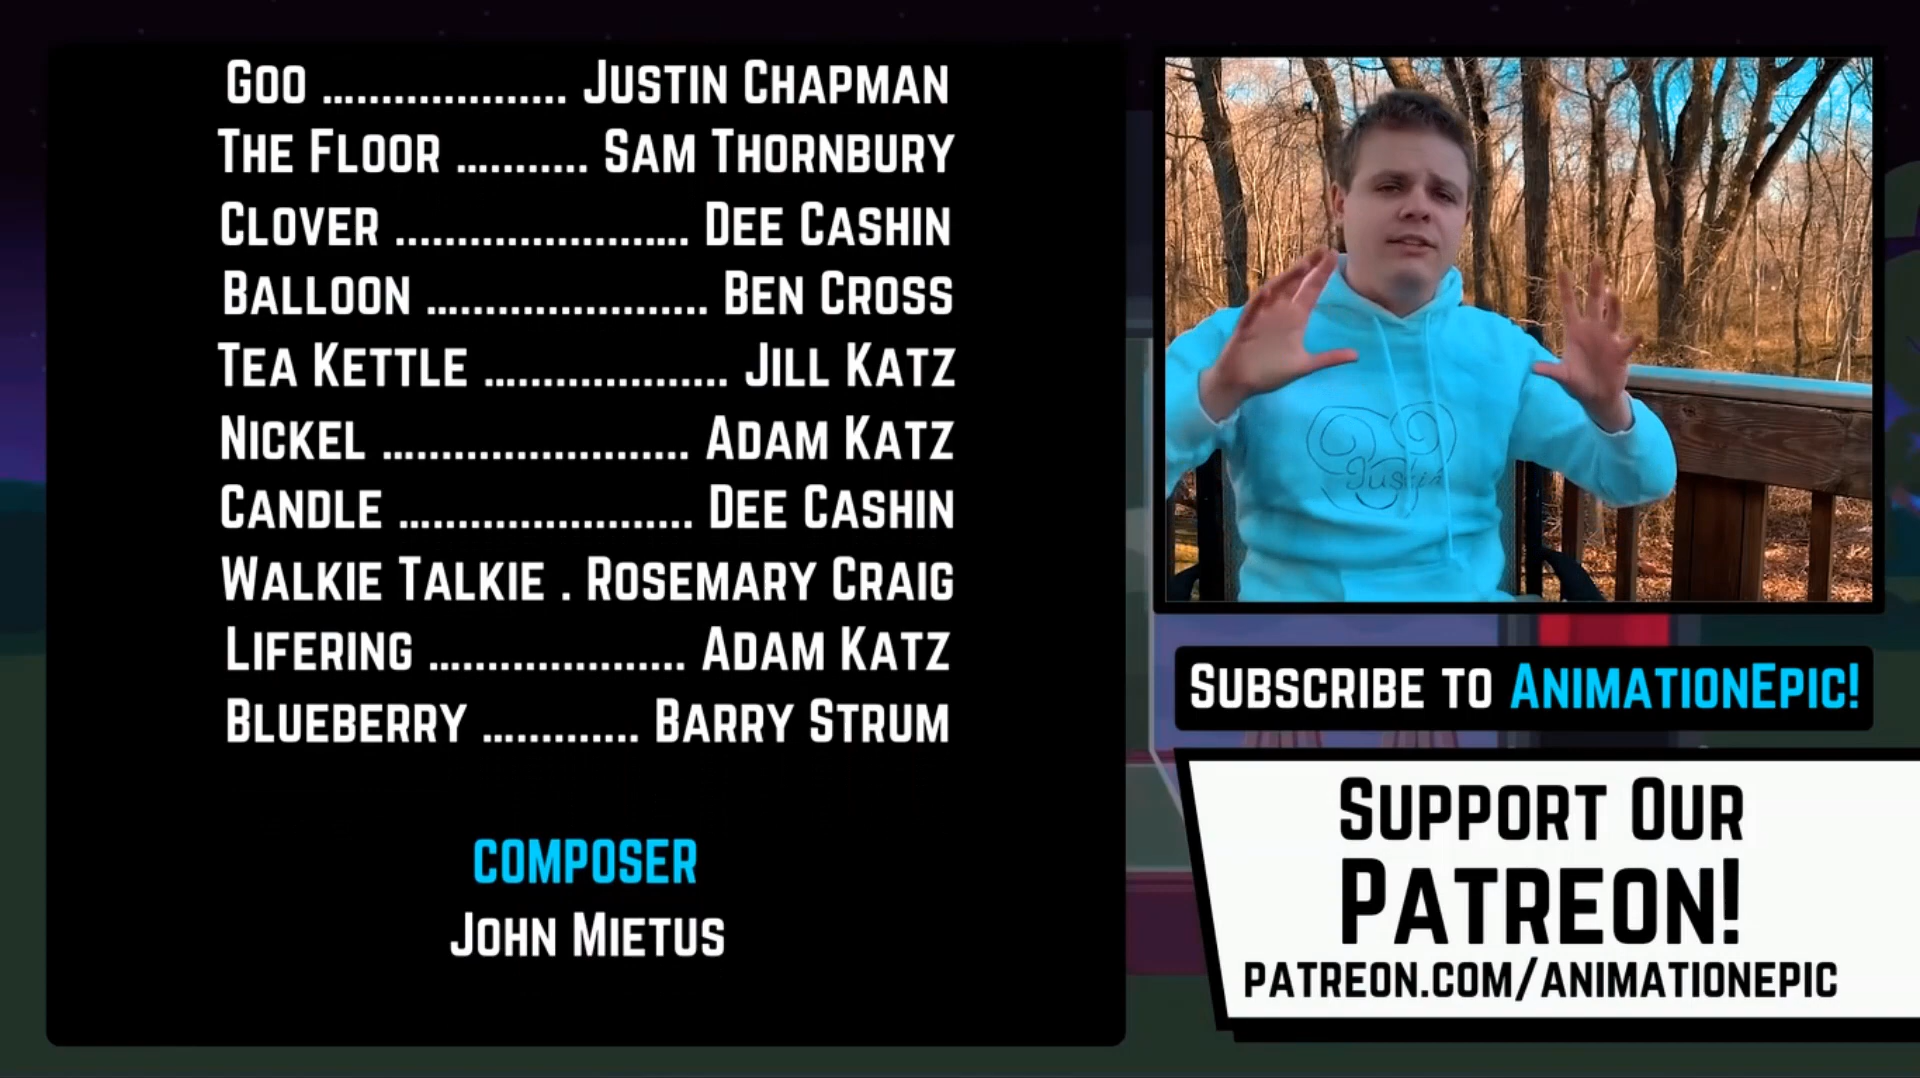 Goo ..................... Justin Chapman
The Floor ........... Sam Thornbury
Clover ........................ Dee Cashin
Balloon ....................... Ben Cross
Tea Kettle .................... Jill Katz
Nickel ......................... Adam Katz
Candle ........................ Dee Cashin
Walkie Talkie . Rosemary Craig
Lifering ..................... Adam Katz
Blueberry ............. Barry Strum
COMPOSER
John Mietus
Justin
Subscribe to AnimationEpic!
Support Our
Patreon!
PATREON.COM/ANIMATIONEPIC